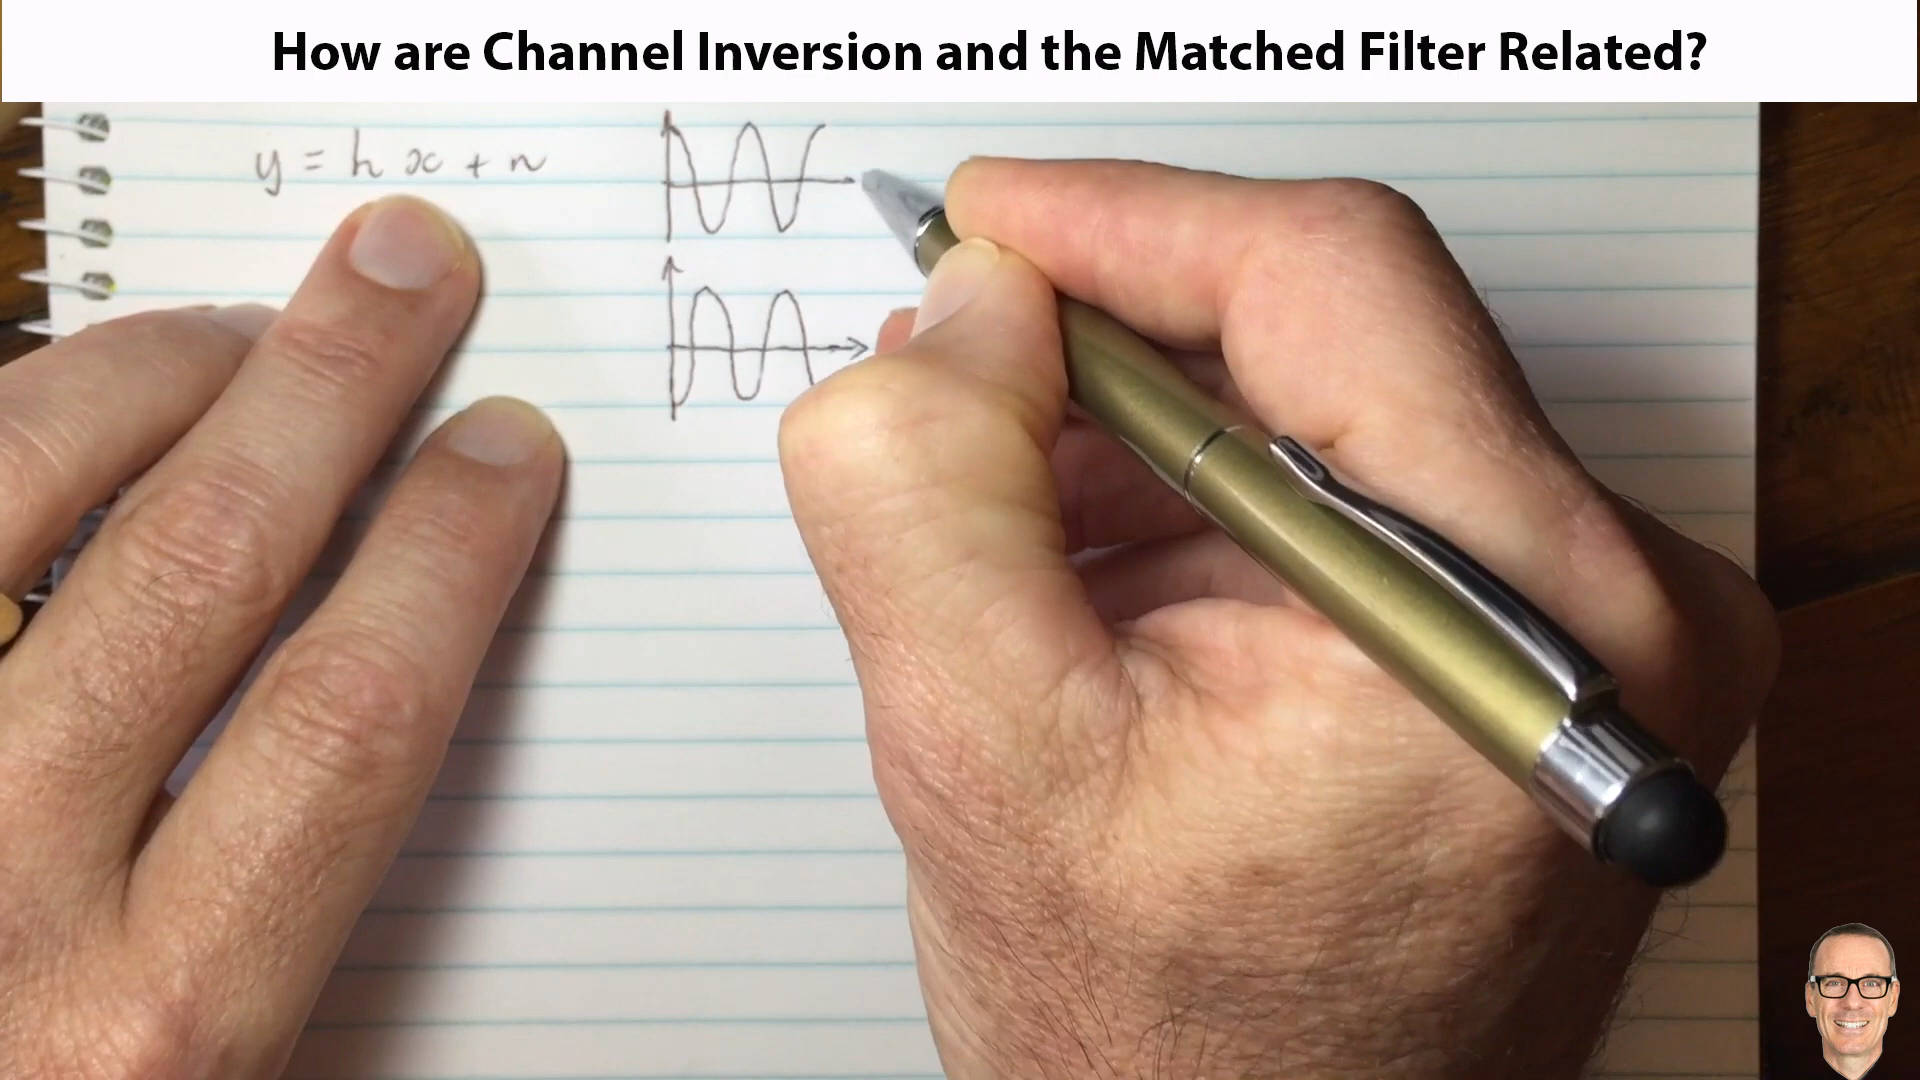 How are Channel Inversion and the Matched Filter Related?
y = h x + n